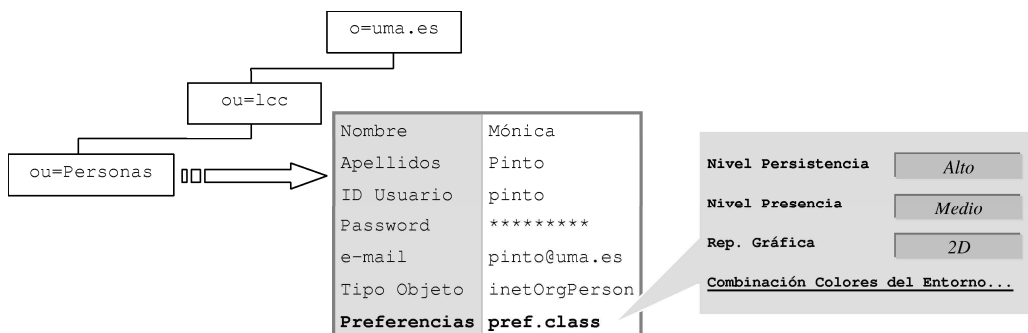 o=uma.es
ou=lcc
ou=Personas
Nombre Mónica
Apellidos Pinto
ID Usuario pinto
Password *********
e-mail pinto@uma.es
Tipo Objeto inetOrgPerson
Preferencias pref.class
Nivel Persistencia Alto
Nivel Presencia Medio
Rep. Gráfica 2D
Combinación Colores del Entorno...